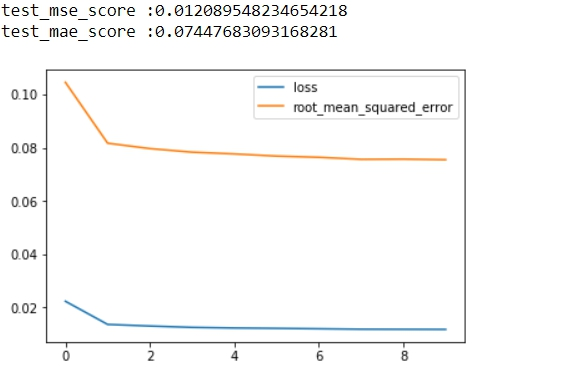 test_mse_score :0.012089548234654218
test_mae_score :0.07447683093168281
loss
root_mean_squared_error
0.10
0.08
0.06
0.04
0.02
0 2 4 6 8